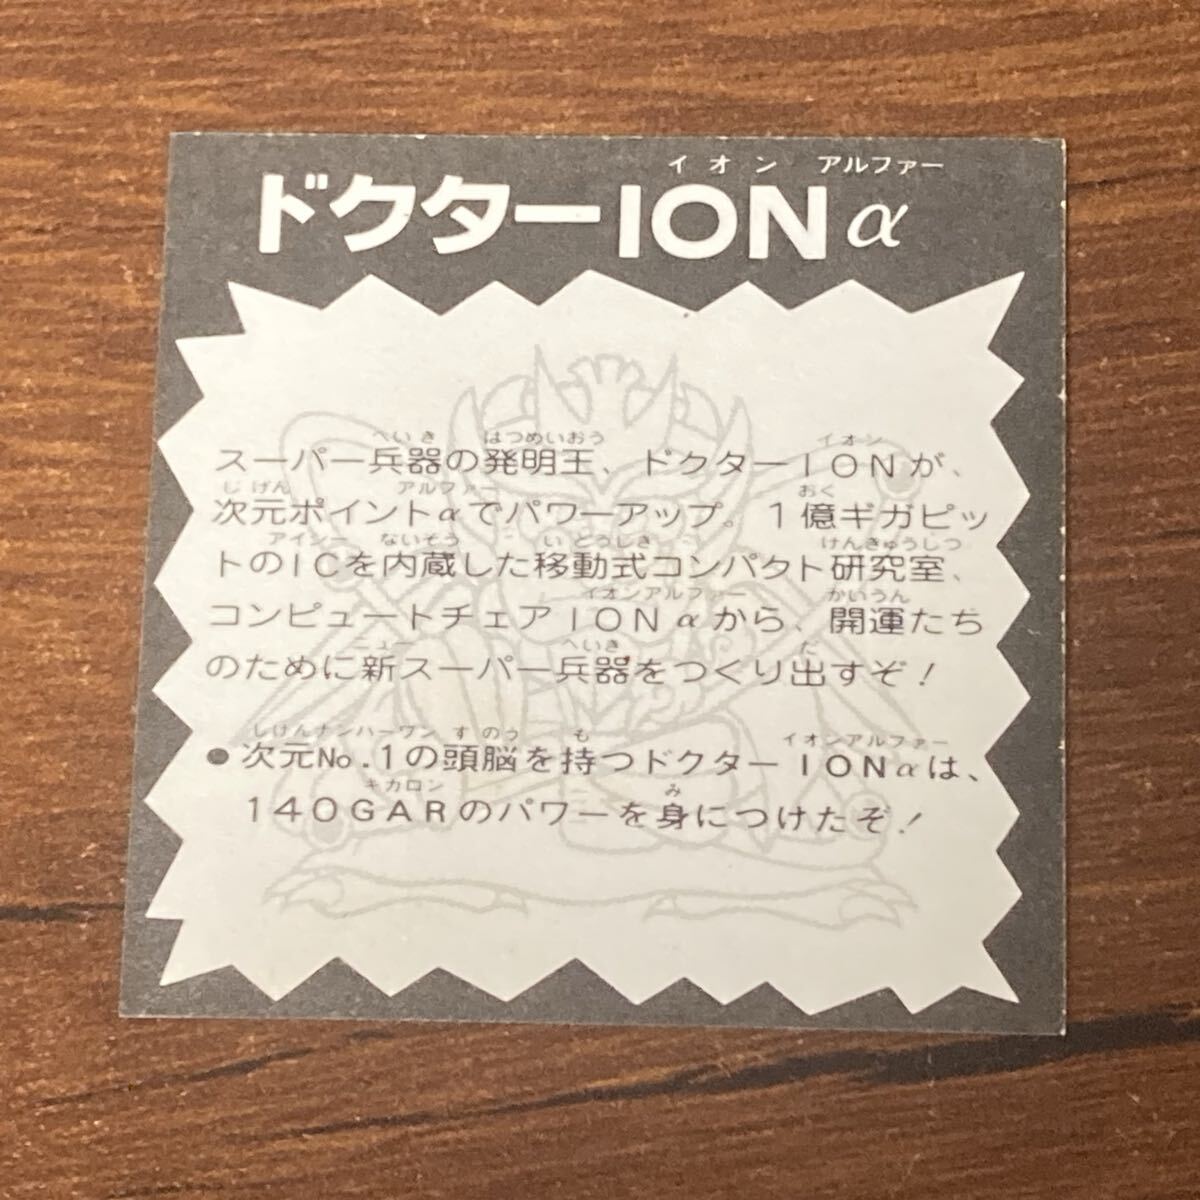 イオン アルファー
ドクターIONα
へいき はつめいおう イオン
スーパー兵器の発明王、ドクターIONが、
じげん アルファー おく
次元ポイントαでパワーアップ。1億ギガビッ
アイシー ないぞう いどうしき けんきゅうしつ
トのICを内蔵した移動式コンパクト研究室、
イオンアルファー かいうん
コンピュートチェアIONαから、開運たち
ニュー へいき だ
のために新スーパー兵器をつくり出すぞ!
じげんナンバーワン ずのう も イオンアルファー
●次元No.1の頭脳を持つドクターIONαは、
ギカロン み
140GARのパワーを身につけたぞ!